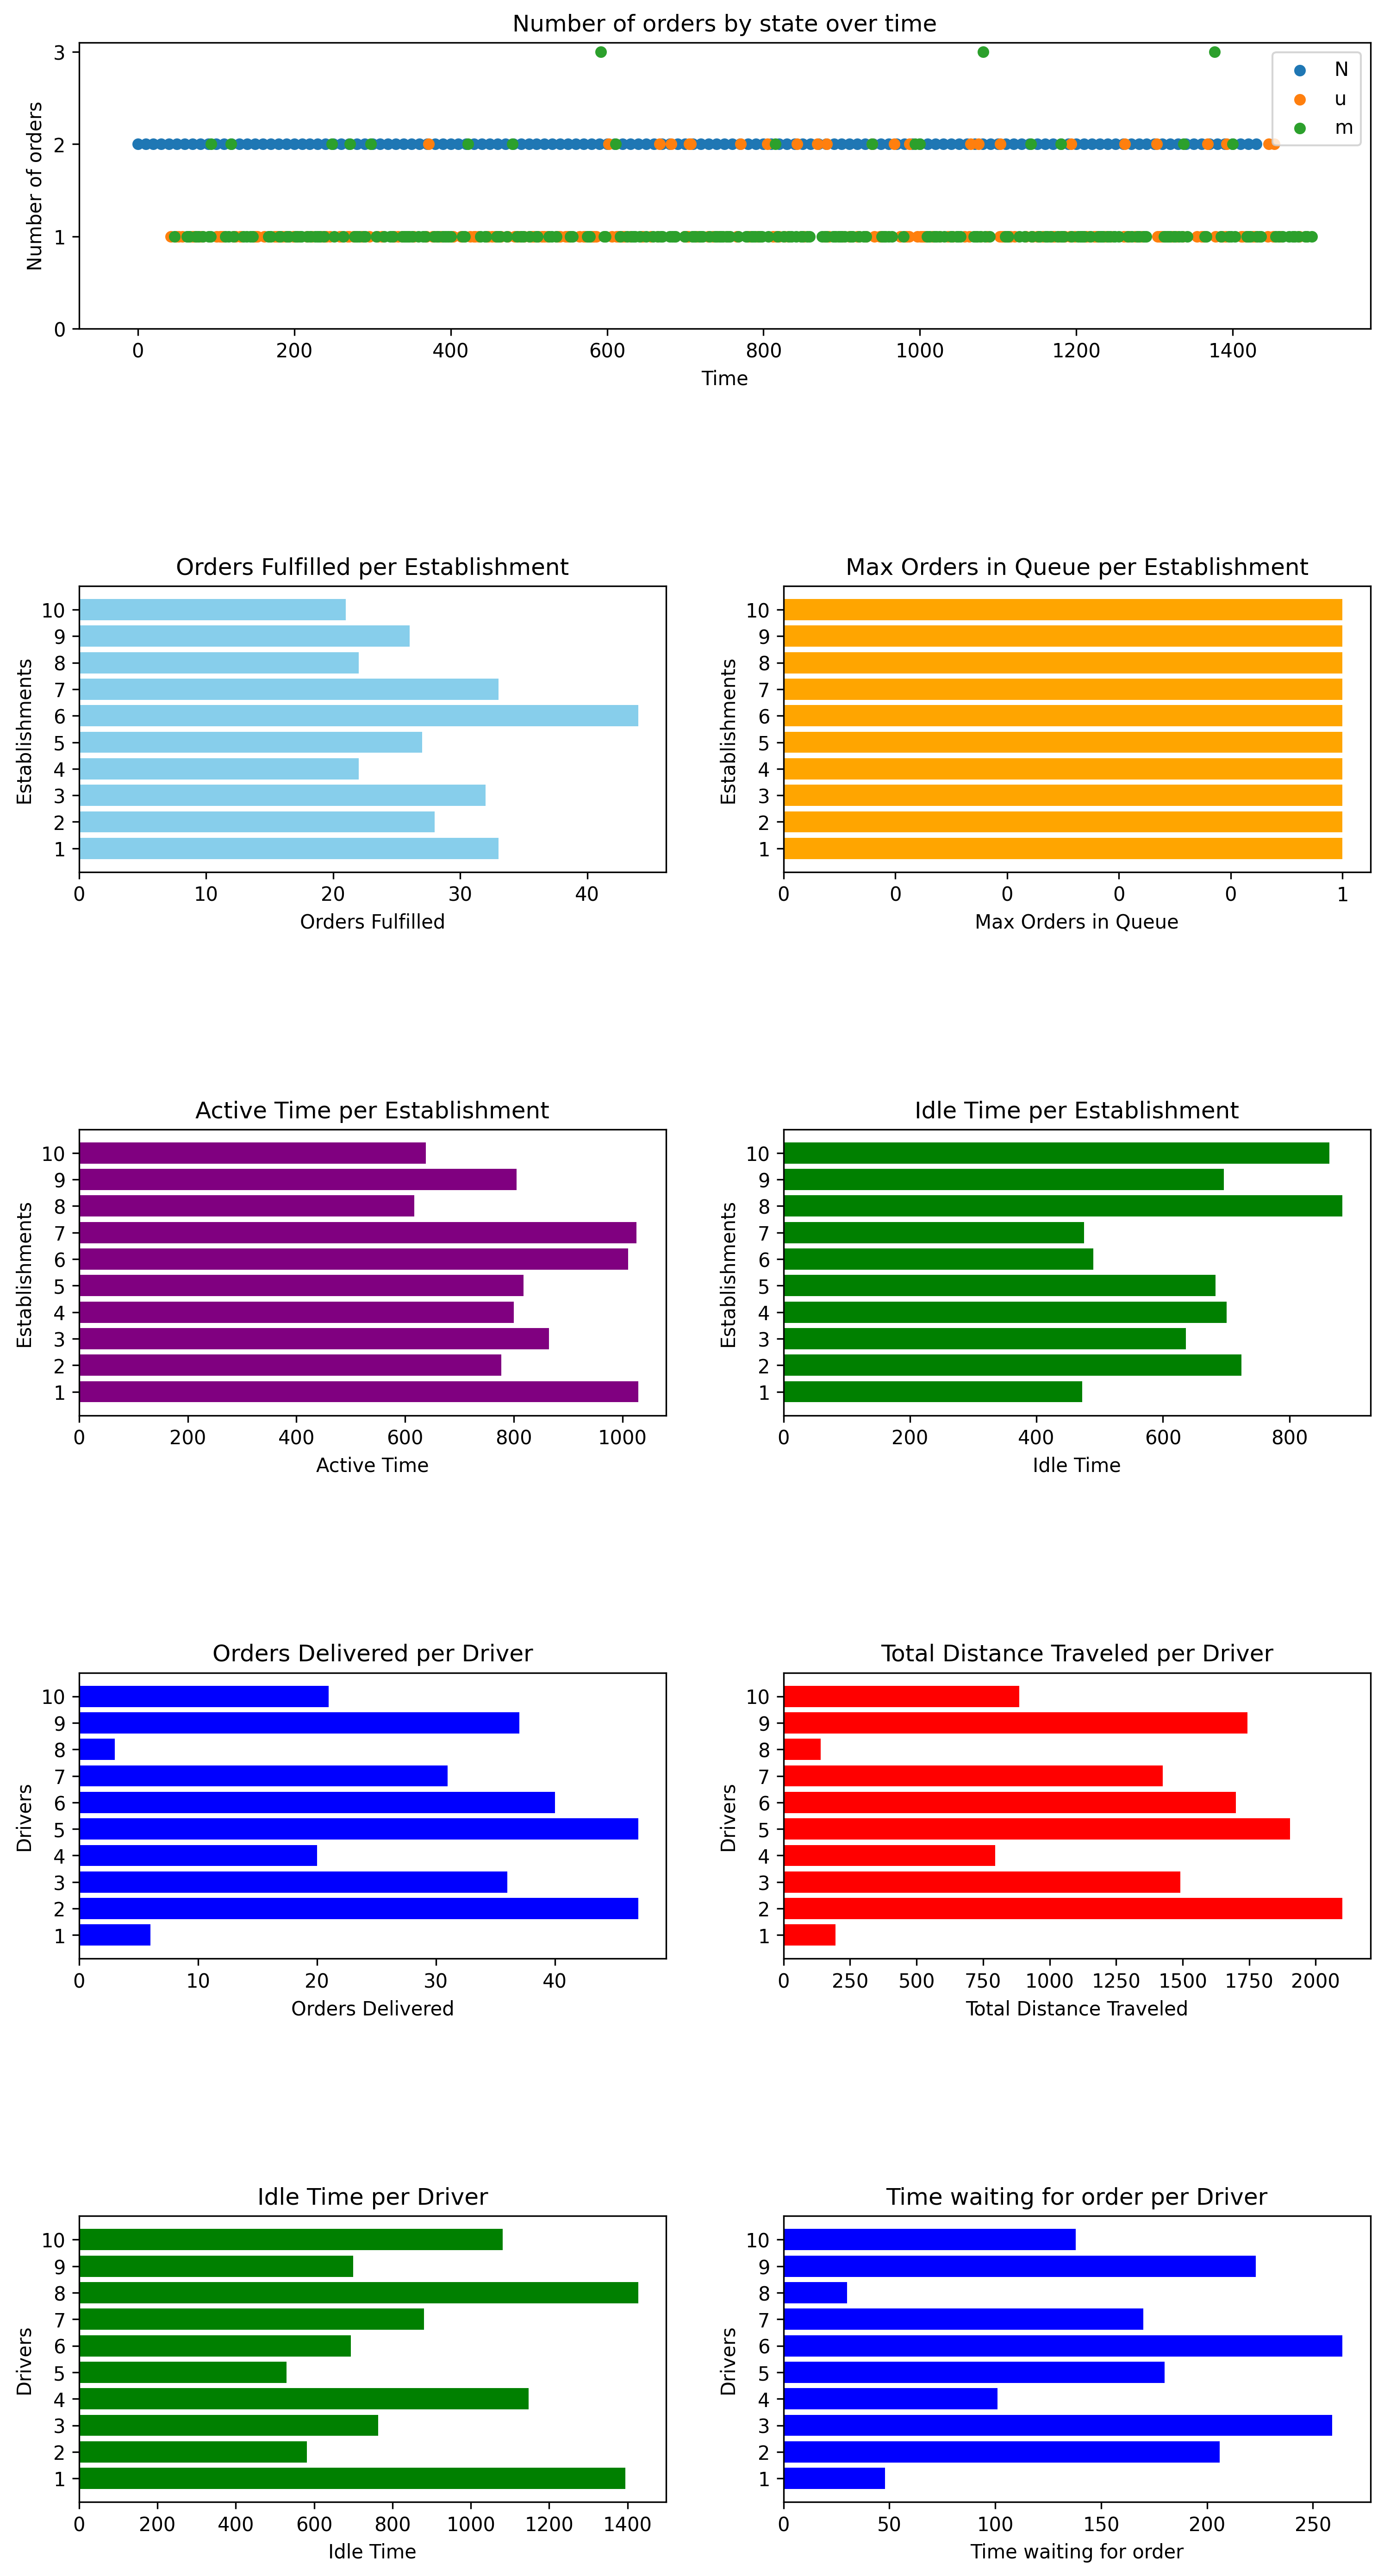 Number of orders by state over time
3
2
1
0
Number of orders
N
u
m
0 200 400 600 800 1000 1200 1400
Time
Orders Fulfilled per Establishment
10
9
8
7
6
5
4
3
2
1
Establishments
0 10 20 30 40
Orders Fulfilled
Max Orders in Queue per Establishment
10
9
8
7
6
5
4
3
2
1
Establishments
0 0 0 0 0 1
Max Orders in Queue
Active Time per Establishment
10
9
8
7
6
5
4
3
2
1
Establishments
0 200 400 600 800 1000
Active Time
Idle Time per Establishment
10
9
8
7
6
5
4
3
2
1
Establishments
0 200 400 600 800
Idle Time
Orders Delivered per Driver
10
9
8
7
6
5
4
3
2
1
Drivers
0 10 20 30 40
Orders Delivered
Total Distance Traveled per Driver
10
9
8
7
6
5
4
3
2
1
Drivers
0 250 500 750 1000 1250 1500 1750 2000
Total Distance Traveled
Idle Time per Driver
10
9
8
7
6
5
4
3
2
1
Drivers
0 200 400 600 800 1000 1200 1400
Idle Time
Time waiting for order per Driver
10
9
8
7
6
5
4
3
2
1
Drivers
0 50 100 150 200 250
Time waiting for order